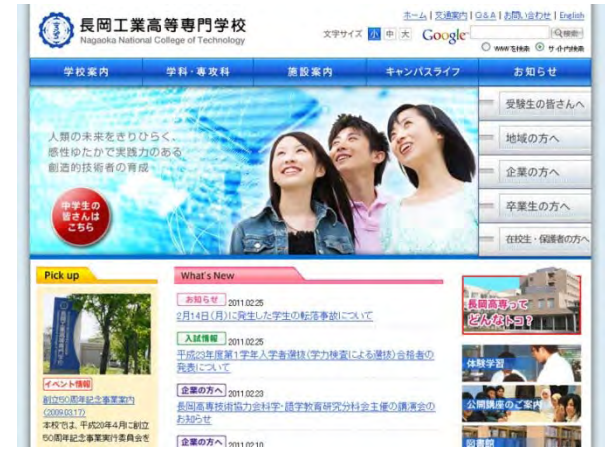 長岡工業高等専門学校
Nagaoka National College of Technology
ホーム | 交通案内 | Q&A | お問い合わせ | English
文字サイズ 小 中 大
Google
検索
WWW を検索 サイト内検索
学校案内
学科・専攻科
施設案内
キャンパスライフ
お知らせ
人類の未来をきりひらく、
感性ゆたかで実践力のある
創造的技術者の育成
中学生の
皆さんは
こちら
受験生の皆さんへ
地域の方へ
企業の方へ
卒業生の方へ
在校生・保護者の方へ
Pick up
イベント情報
創立50周年記念事業案内
(2009.03.17)
本校では、平成20年4月に創立
50周年記念事業実行委員会を
What's New
お知らせ 2011.02.25
2月14日(月)に発生した学生の転落事故について
入試情報 2011.02.25
平成23年度第1学年入学者選抜(学力検査による選抜)合格者の
発表について
企業の方へ 2011.02.23
長岡高専技術協力会科学・語学教育研究分科会主催の講演会の
お知らせ
企業の方へ 2011.02.10
長岡高専って
どんなトコ?
体験学習
公開講座のご案内
図書館